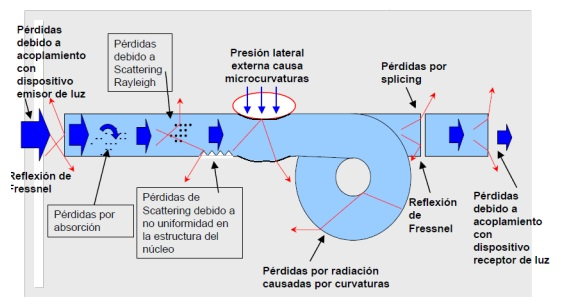 Pérdidas
debido a
acoplamiento
con
dispositivo
emisor de luz
Pérdidas
debido a
Scattering
Rayleigh
Presión lateral
externa causa
microcurvaturas
Pérdidas por
splicing
Reflexión de
Fressnel
Pérdidas por
absorción
Pérdidas de
Scattering debido a
no uniformidad en
la estructura del
núcleo
Pérdidas por radiación
causadas por curvaturas
Reflexión
de
Fressnel
Pérdidas
debido a
acoplamiento
con
dispositivo
receptor de luz